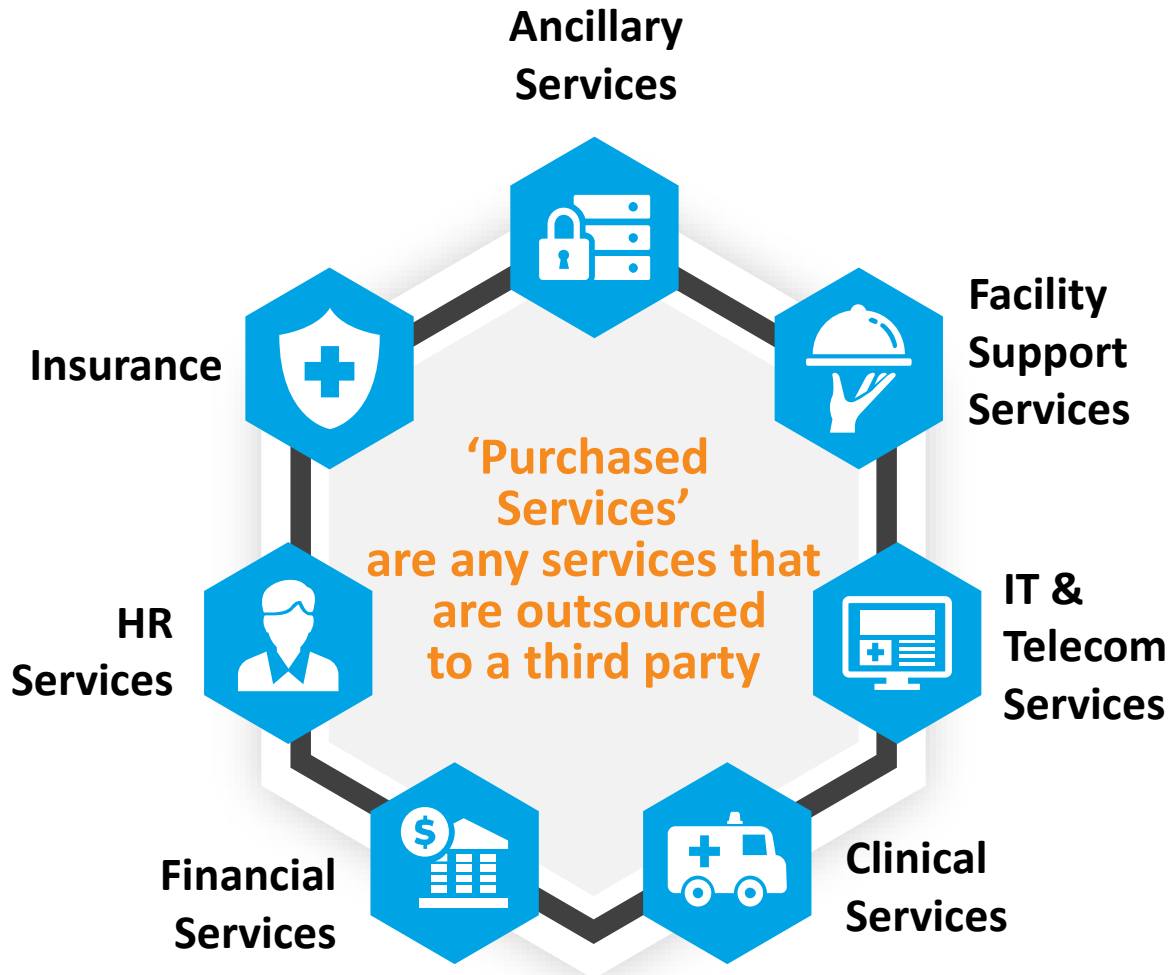 Ancillary
Services
Facility
Support
Services
Insurance
‘Purchased
Services’
are any services that
are outsourced
to a third party
HR
Services
IT &
Telecom
Services
$
Financial
Services
Clinical
Services